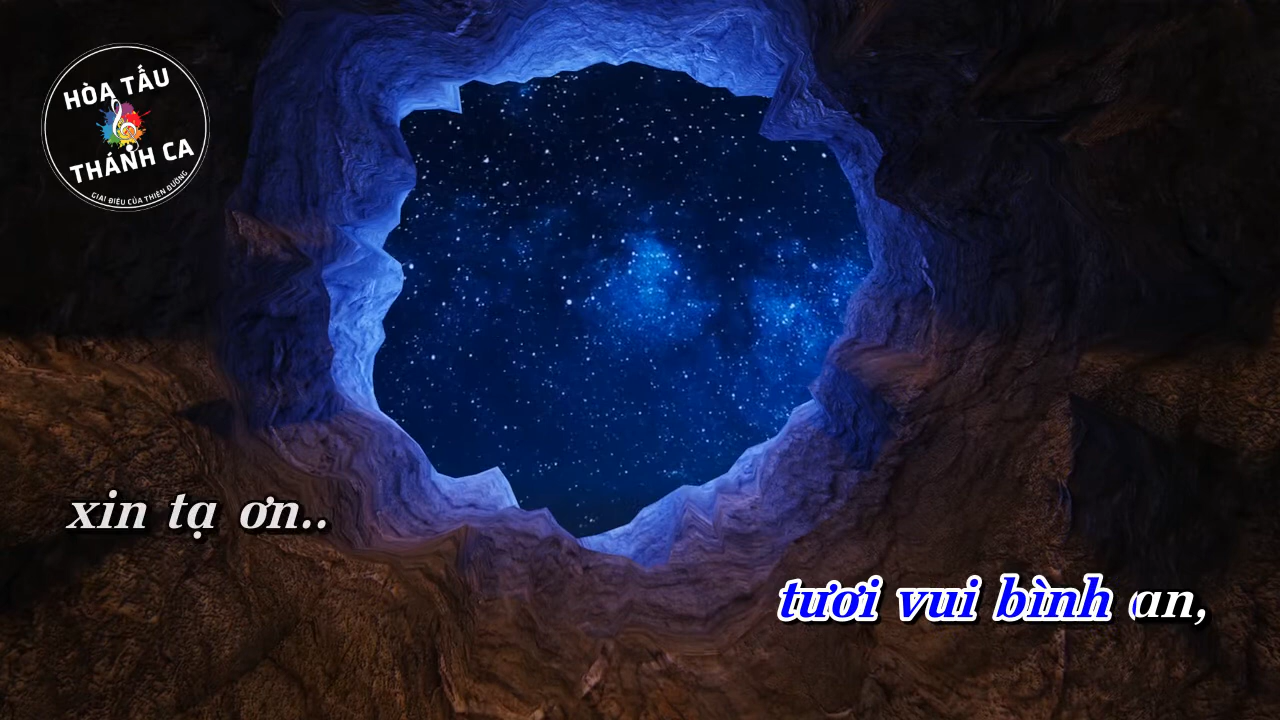 HÒA TẤU
THÁNH CA
GIAI ĐIỆU CỦA THIÊN ĐƯỜNG
xin tạ ơn..
tươi vui bình an,